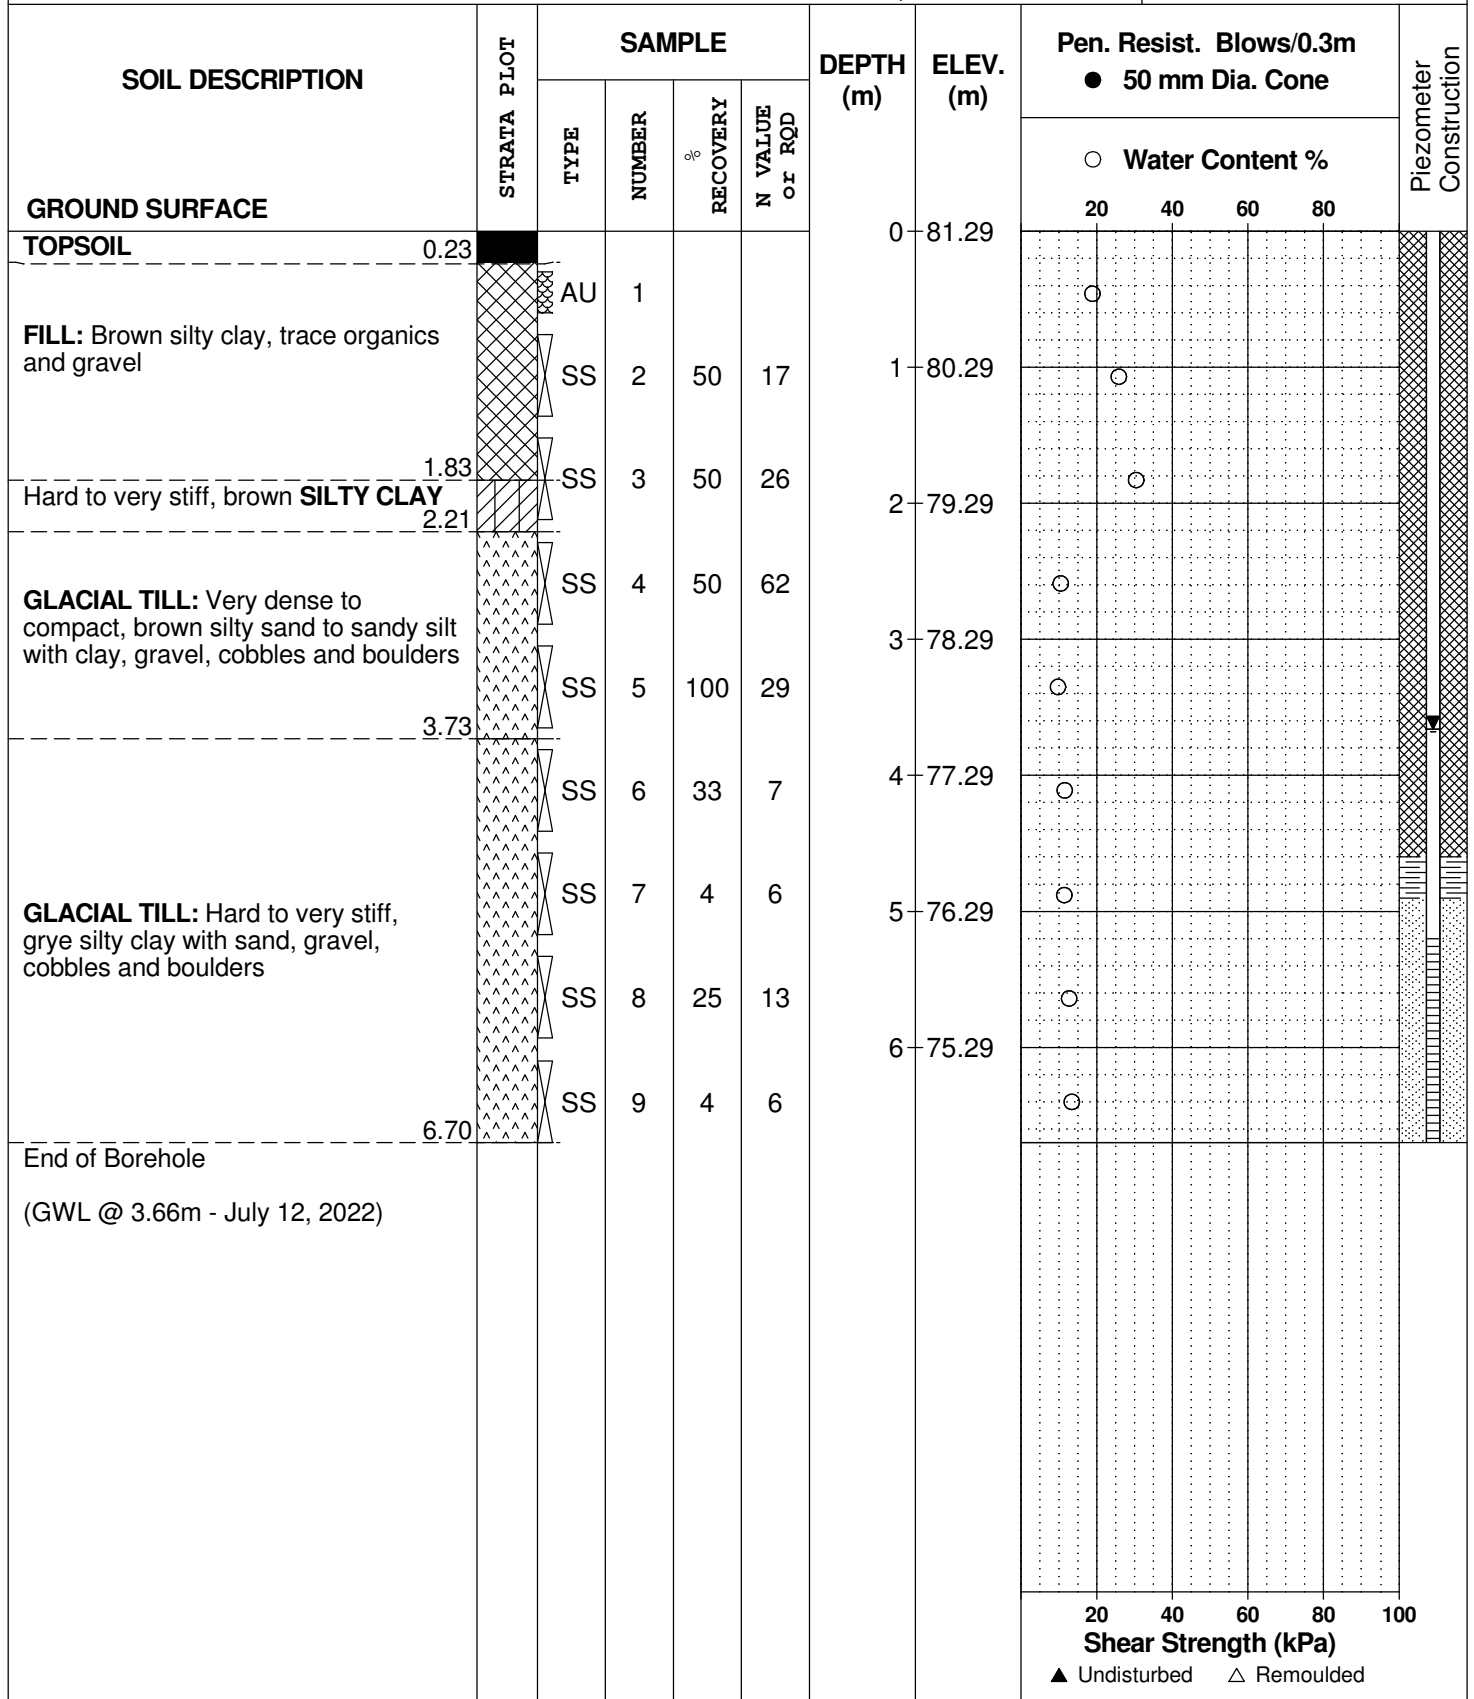 SOIL DESCRIPTION
GROUND SURFACE
STRATA PLOT
SAMPLE
TYPE
NUMBER
% RECOVERY
N VALUE or RQD
DEPTH (m)
ELEV. (m)
Pen. Resist. Blows/0.3m
● 50 mm Dia. Cone
○ Water Content %
20 40 60 80
Piezometer Construction
TOPSOIL 0.23
0 81.29
AU 1
FILL: Brown silty clay, trace organics
and gravel
1 80.29
SS 2 50 17
1.83
SS 3 50 26
Hard to very stiff, brown SILTY CLAY
2.21
2 79.29
SS 4 50 62
GLACIAL TILL: Very dense to
compact, brown silty sand to sandy silt
with clay, gravel, cobbles and boulders
3 78.29
SS 5 100 29
3.73
4 77.29
SS 6 33 7
SS 7 4 6
GLACIAL TILL: Hard to very stiff,
grye silty clay with sand, gravel,
cobbles and boulders
5 76.29
SS 8 25 13
6 75.29
SS 9 4 6
6.70
End of Borehole
(GWL @ 3.66m - July 12, 2022)
20 40 60 80 100
Shear Strength (kPa)
▲ Undisturbed △ Remoulded